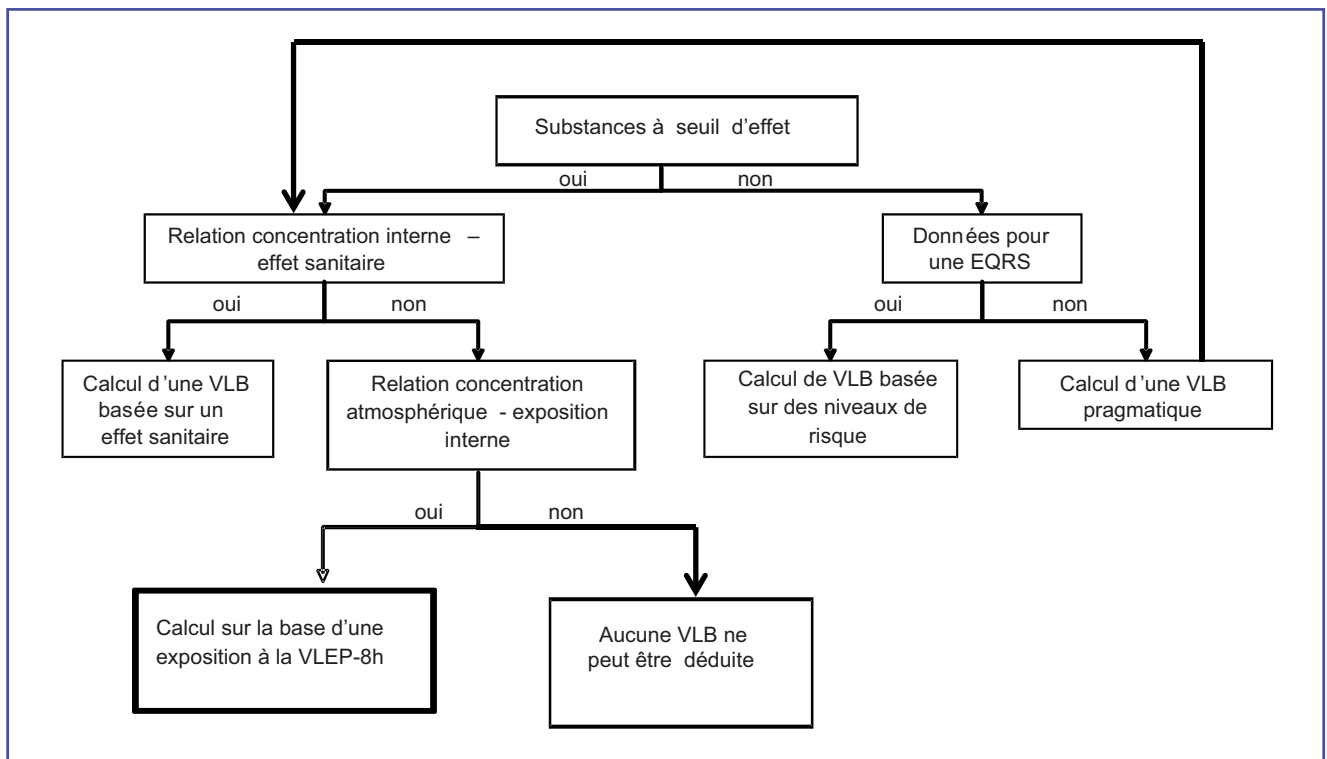 Substances à seuil d'effet
oui
non
Relation concentration interne –
effet sanitaire
Données pour
une EQRS
oui
non
oui
non
Calcul d'une VLB
basée sur un
effet sanitaire
Relation concentration
atmosphérique - exposition
interne
Calcul de VLB basée
sur des niveaux de
risque
Calcul d'une VLB
pragmatique
oui
non
Calcul sur la base d'une
exposition à la VLEP-8h
Aucune VLB ne
peut être déduite